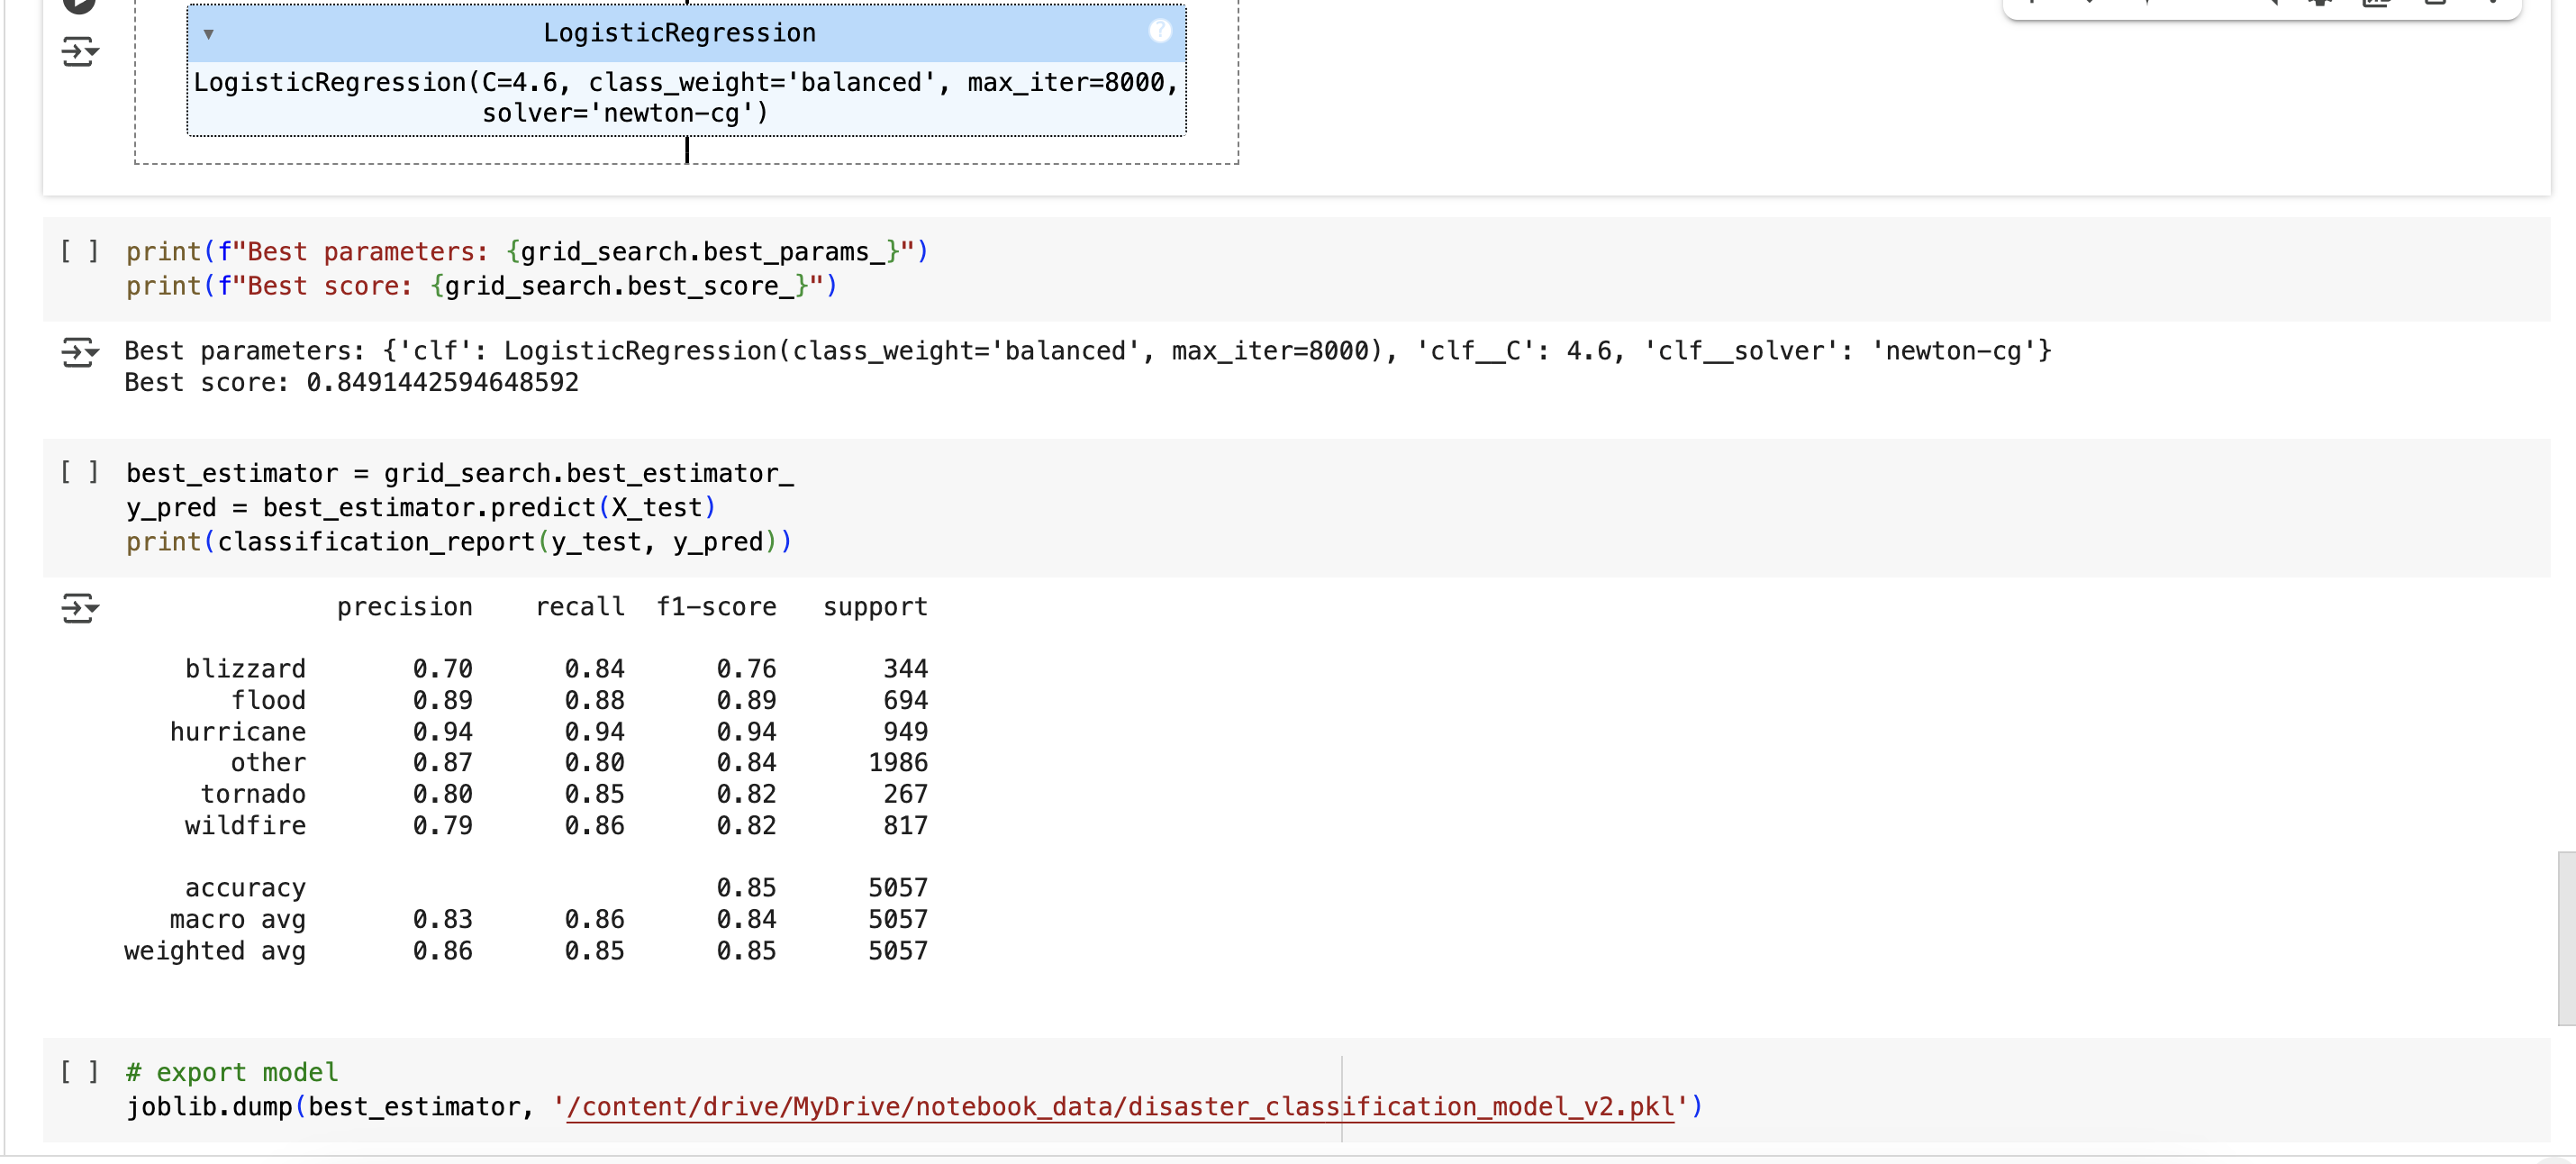 LogisticRegression ?
LogisticRegression(C=4.6, class_weight='balanced', max_iter=8000,
solver='newton-cg')
[ ] print(f"Best parameters: {grid_search.best_params_}")
print(f"Best score: {grid_search.best_score_}")
Best parameters: {'clf': LogisticRegression(class_weight='balanced', max_iter=8000), 'clf__C': 4.6, 'clf__solver': 'newton-cg'}
Best score: 0.8491442594648592
[ ] best_estimator = grid_search.best_estimator_
y_pred = best_estimator.predict(X_test)
print(classification_report(y_test, y_pred))
precision recall f1-score support
blizzard 0.70 0.84 0.76 344
flood 0.89 0.88 0.89 694
hurricane 0.94 0.94 0.94 949
other 0.87 0.80 0.84 1986
tornado 0.80 0.85 0.82 267
wildfire 0.79 0.86 0.82 817
accuracy 0.85 5057
macro avg 0.83 0.86 0.84 5057
weighted avg 0.86 0.85 0.85 5057
[ ] # export model
joblib.dump(best_estimator, '/content/drive/MyDrive/notebook_data/disaster_classification_model_v2.pkl')